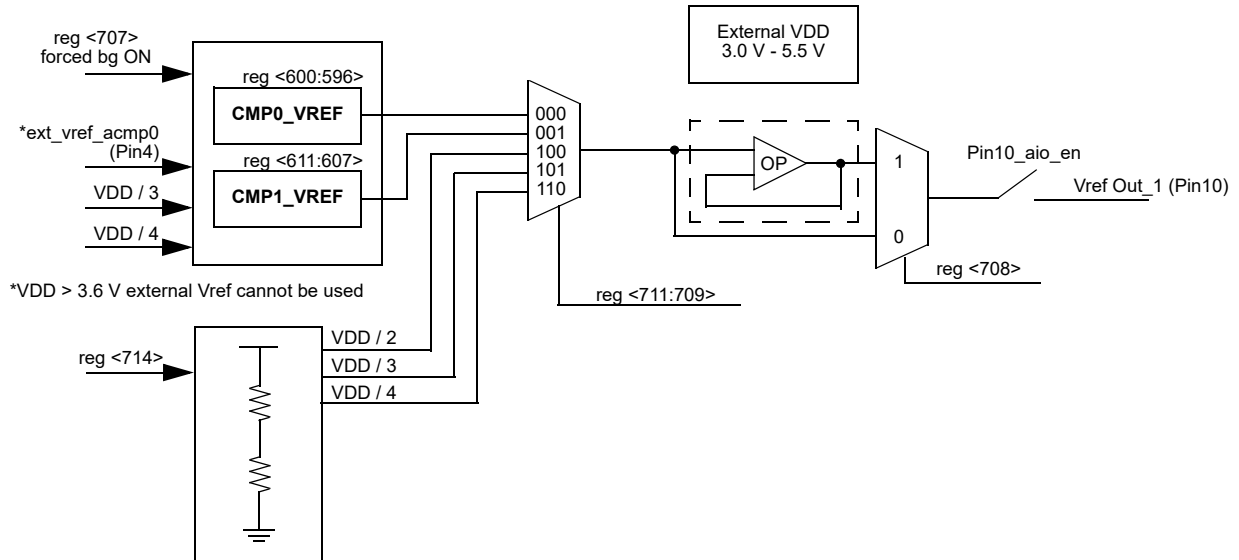 reg <707>
forced bg ON
External VDD
3.0 V - 5.5 V
reg <600:596>
CMP0_VREF
*ext_vref_acmp0
(Pin4)
reg <611:607>
CMP1_VREF
VDD / 3
VDD / 4
000
001
100
101
110
OP
1
0
Pin10_aio_en
Vref Out_1 (Pin10)
reg <708>
*VDD > 3.6 V external Vref cannot be used
reg <711:709>
reg <714>
VDD / 2
VDD / 3
VDD / 4